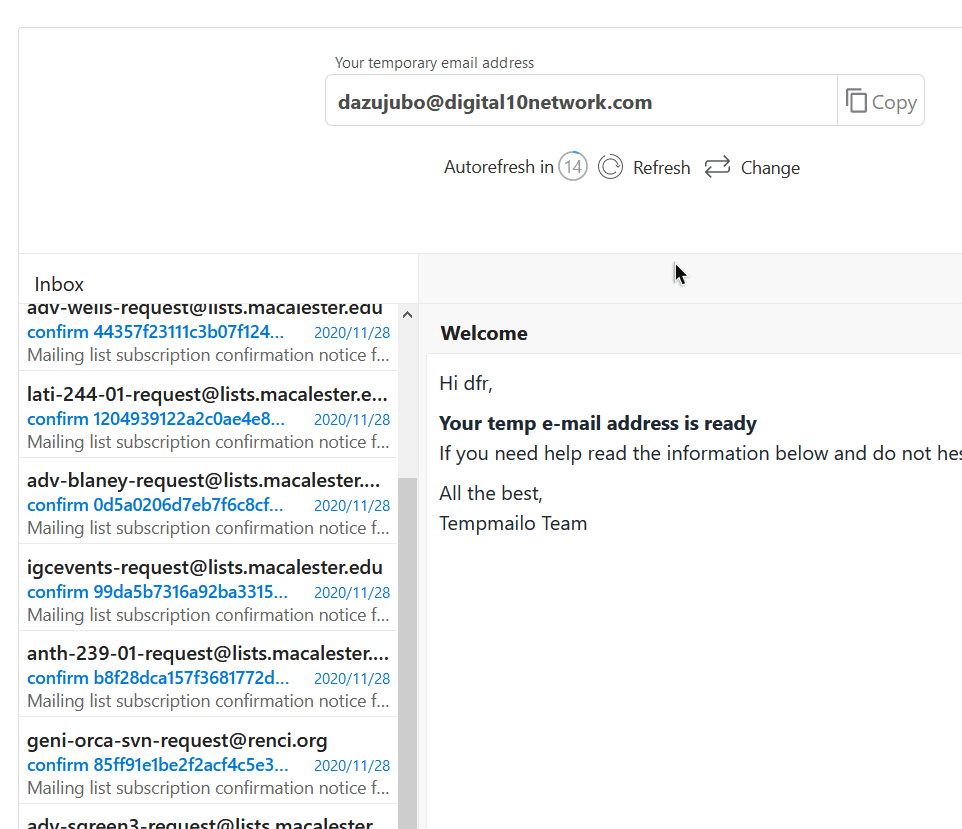 Your temporary email address
dazujubo@digital10network.com
Copy
Autorefresh in 14 Refresh Change
Inbox
adv-wells-request@lists.macalester.edu
confirm 44357f23111c3b07f124... 2020/11/28
Mailing list subscription confirmation notice f...
lati-244-01-request@lists.macalester.e...
confirm 1204939122a2c0ae4e8... 2020/11/28
Mailing list subscription confirmation notice f...
adv-blaney-request@lists.macalester....
confirm 0d5a0206d7eb7f6c8cf... 2020/11/28
Mailing list subscription confirmation notice f...
igcevents-request@lists.macalester.edu
confirm 99da5b7316a92ba3315... 2020/11/28
Mailing list subscription confirmation notice f...
anth-239-01-request@lists.macalester....
confirm b8f28dca157f3681772d... 2020/11/28
Mailing list subscription confirmation notice f...
geni-orca-svn-request@renci.org
confirm 85ff91e1be2f2acf4c5e3... 2020/11/28
Mailing list subscription confirmation notice f...
adv-sgreen3-request@lists.macalester
Welcome
Hi dfr,
Your temp e-mail address is ready
If you need help read the information below and do not hes
All the best,
Tempmailo Team